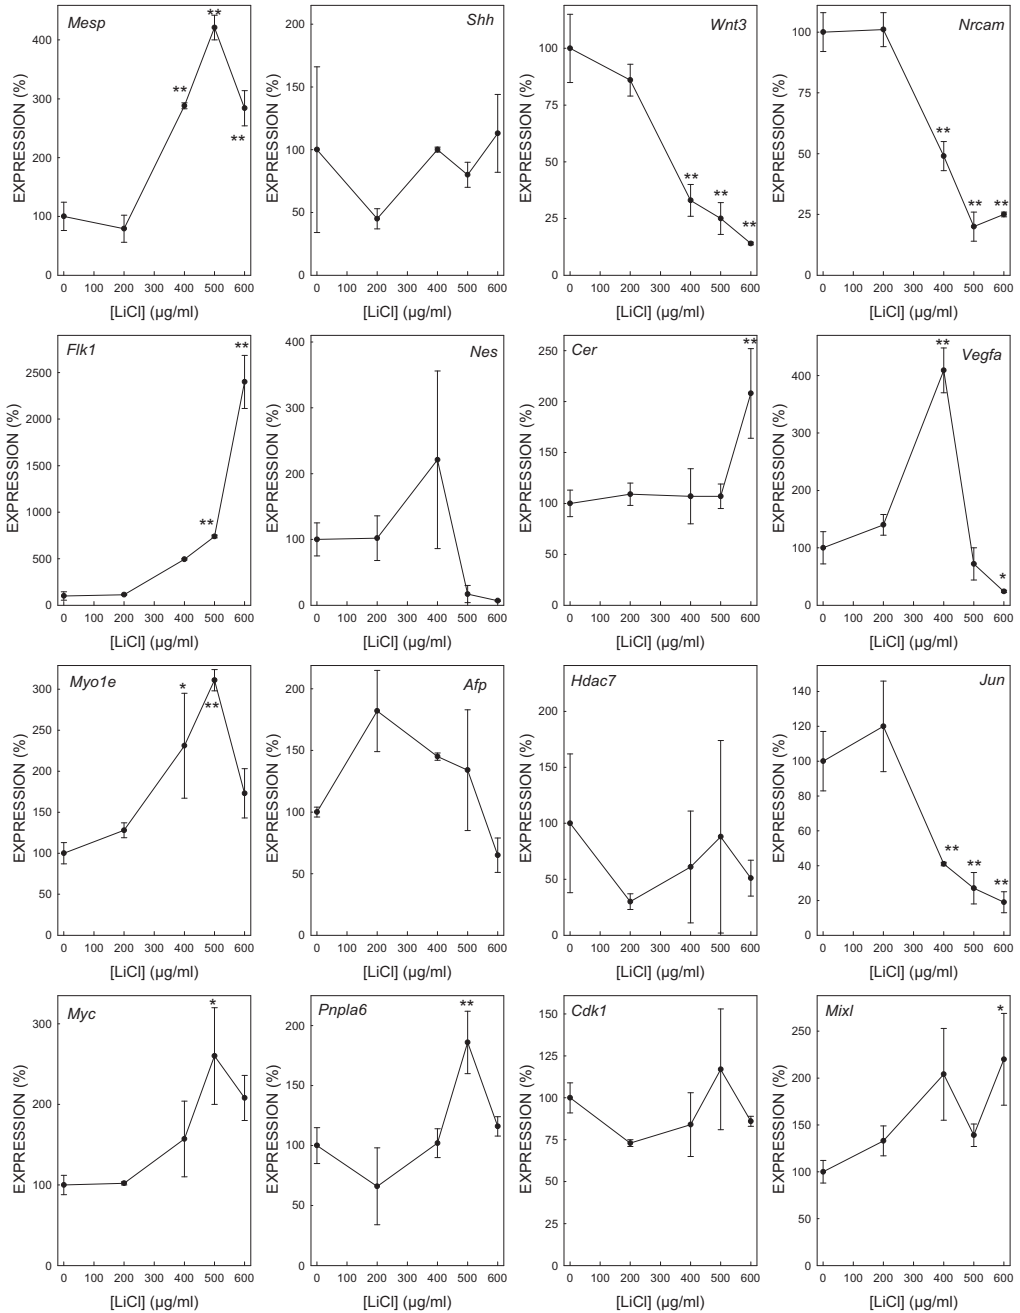 Mesp
Shh
Wnt3
Nrcam
EXPRESSION (%)
EXPRESSION (%)
EXPRESSION (%)
EXPRESSION (%)
400
300
200
100
0
200
150
100
50
0
100
75
50
25
0
100
75
50
25
0
**
**
**
**
**
**
**
**
**
0 100 200 300 400 500 600
0 100 200 300 400 500 600
0 100 200 300 400 500 600
0 100 200 300 400 500 600
[LiCl] (µg/ml)
[LiCl] (µg/ml)
[LiCl] (µg/ml)
[LiCl] (µg/ml)
Flk1
Nes
Cer
Vegfa
EXPRESSION (%)
EXPRESSION (%)
EXPRESSION (%)
EXPRESSION (%)
2500
2000
1500
1000
500
0
400
300
200
100
0
250
200
150
100
50
0
400
300
200
100
0
**
**
**
**
*
0 100 200 300 400 500 600
0 100 200 300 400 500 600
0 100 200 300 400 500 600
0 100 200 300 400 500 600
[LiCl] (µg/ml)
[LiCl] (µg/ml)
[LiCl] (µg/ml)
[LiCl] (µg/ml)
Myo1e
Afp
Hdac7
Jun
EXPRESSION (%)
EXPRESSION (%)
EXPRESSION (%)
EXPRESSION (%)
300
250
200
150
100
50
0
200
150
100
50
0
200
150
100
50
0
140
120
100
80
60
40
20
0
*
**
**
**
**
0 100 200 300 400 500 600
0 100 200 300 400 500 600
0 100 200 300 400 500 600
0 100 200 300 400 500 600
[LiCl] (µg/ml)
[LiCl] (µg/ml)
[LiCl] (µg/ml)
[LiCl] (µg/ml)
Myc
Pnpla6
Cdk1
Mixl
EXPRESSION (%)
EXPRESSION (%)
EXPRESSION (%)
EXPRESSION (%)
300
200
100
0
200
150
100
50
0
150
125
100
75
50
25
0
250
200
150
100
50
0
*
**
*
0 100 200 300 400 500 600
0 100 200 300 400 500 600
0 100 200 300 400 500 600
0 100 200 300 400 500 600
[LiCl] (µg/ml)
[LiCl] (µg/ml)
[LiCl] (µg/ml)
[LiCl] (µg/ml)